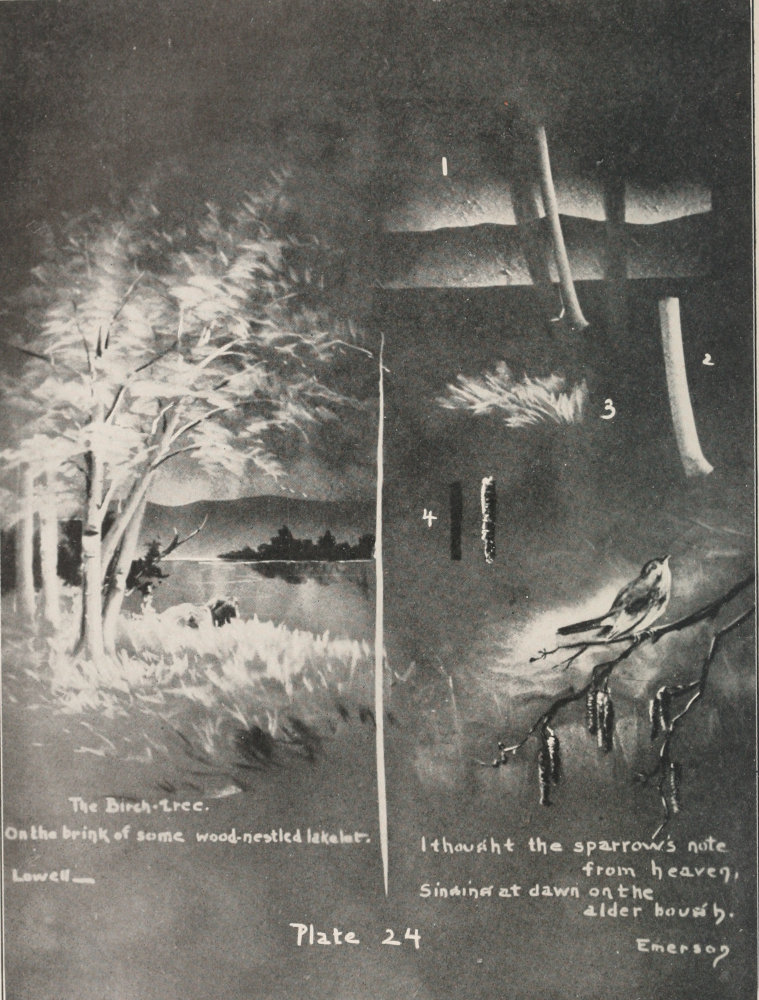 1
2
3
4
The Birch-tree.
On the brink of some wood-nestled lakelet.
Lowell—
I thought the sparrow's note
from heaven,
Singing at dawn on the
alder bough.
Emerson
Plate 24